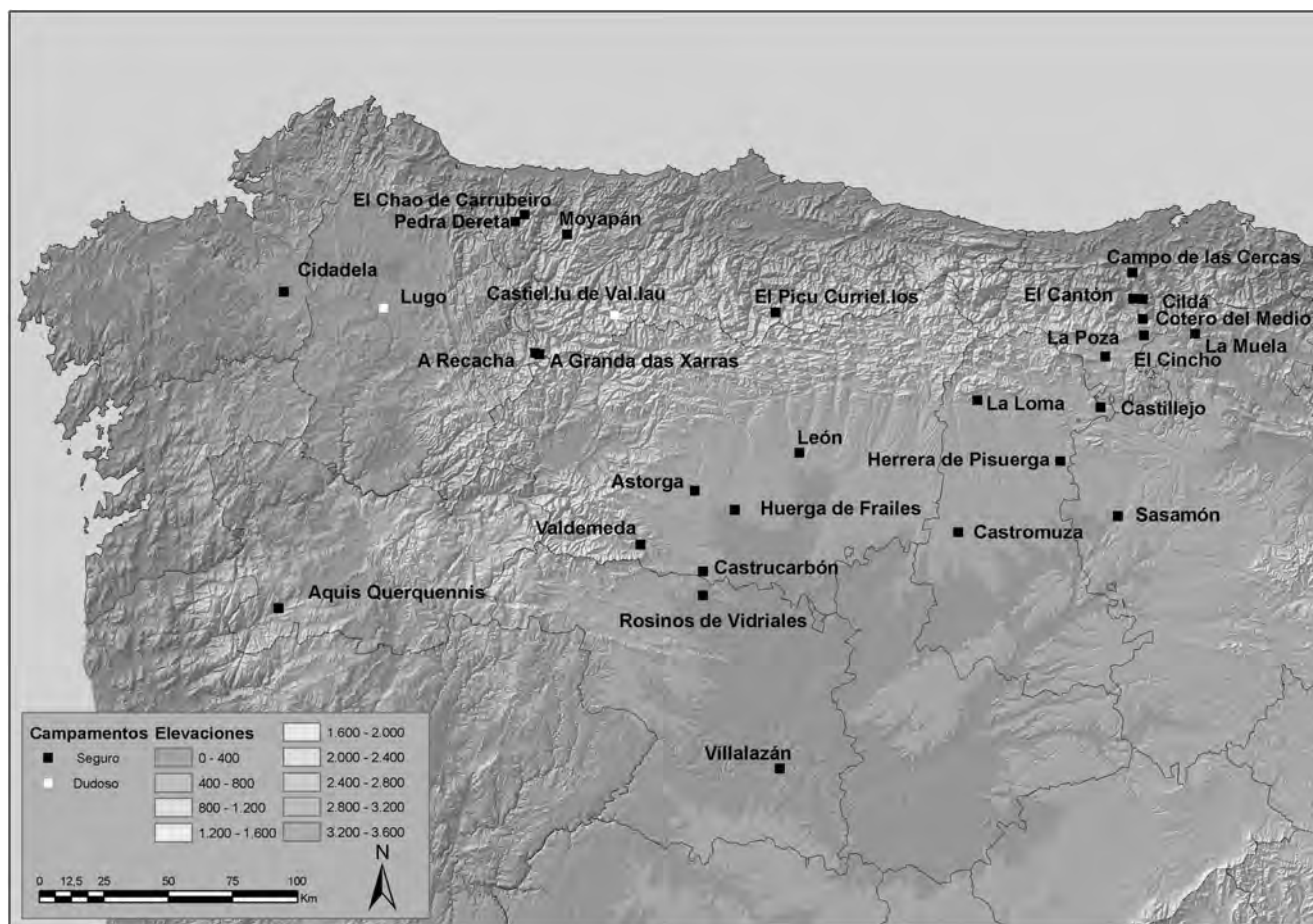 El Chao de Carrubeiro
Pedra Dereta
Moyapán
Campo de las Cercas
Cidadela
Lugo
Castiel.lu de Val.lau
El Picu Curriel.los
El Cantón
Cildá
Cotero del Medio
La Poza
La Muela
A Recacha
A Granda das Xarras
El Cincho
La Loma
Castillejo
León
Herrera de Pisuerga
Astorga
Huerga de Frailes
Sasamón
Valdemeda
Castromuza
Castrucarbón
Aquis Querquennis
Rosinos de Vidriales
Villalazán
Campamentos
Seguro
Dudoso
Elevaciones
0 - 400
400 - 800
800 - 1.200
1.200 - 1.600
1.600 - 2.000
2.000 - 2.400
2.400 - 2.800
2.800 - 3.200
3.200 - 3.600
N
0 12,5 25 50 75 100
Km